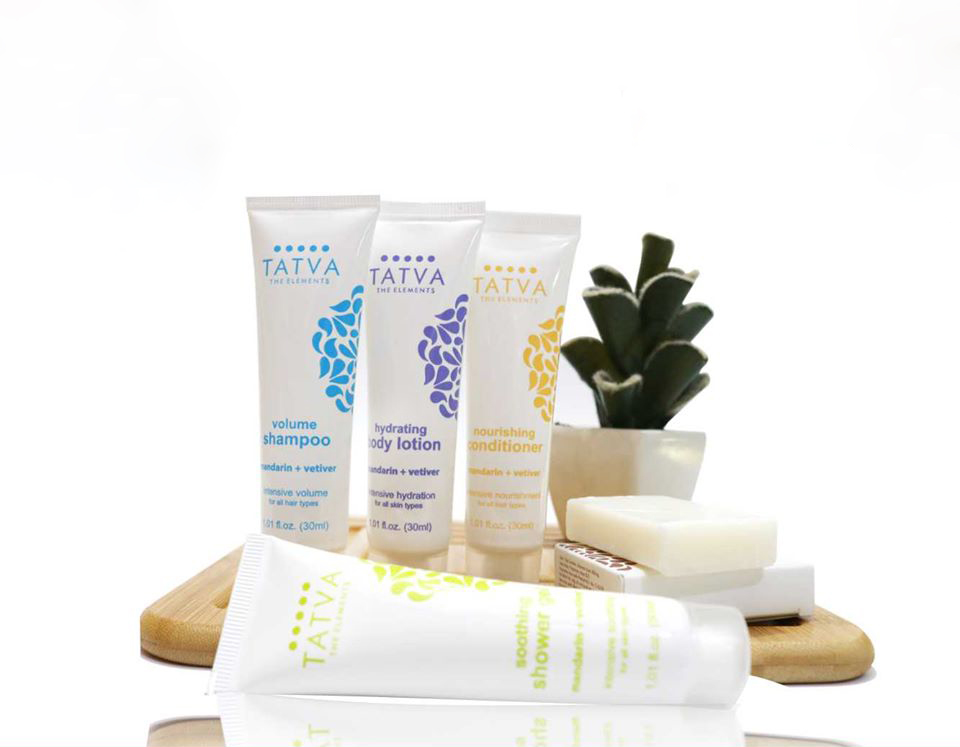 TATVA
THE ELEMENTS
volume
shampoo
mandarin + vetiver
intensive volume
for all hair types
1.01 fl.oz. (30ml)
TATVA
THE ELEMENTS
hydrating
body lotion
mandarin + vetiver
intensive hydration
for all skin types
1.01 fl.oz. (30ml)
TATVA
THE ELEMENTS
nourishing
conditioner
mandarin + vetiver
intensive nourishment
for all hair types
1.01 fl.oz. (30ml)
TATVA
THE ELEMENTS
soothing
shower
mandarin +
1.01 fl.oz.